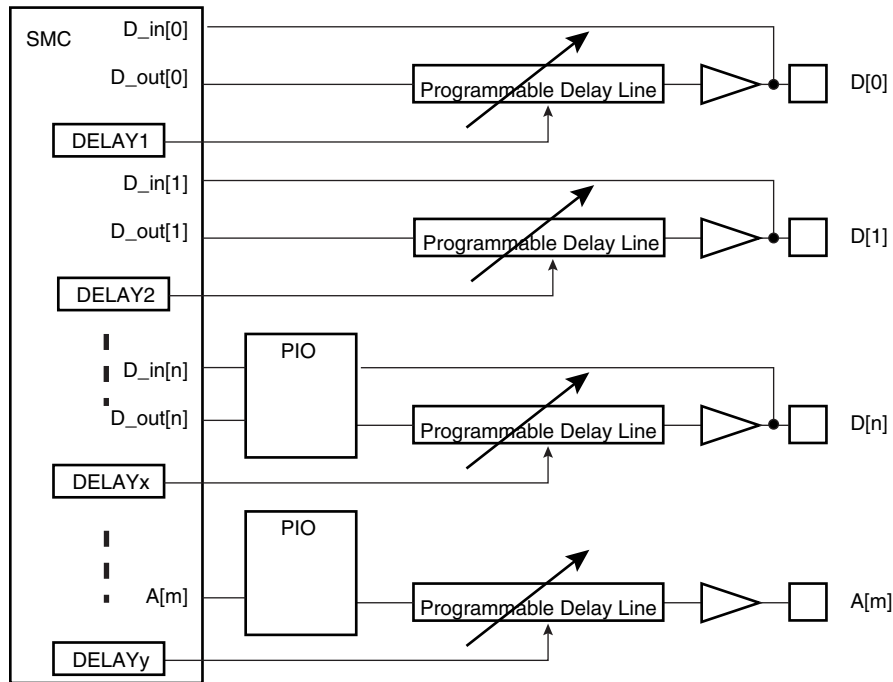 SMC
D_in[0]
D_out[0]
Programmable Delay Line
D[0]
DELAY1
D_in[1]
D_out[1]
Programmable Delay Line
D[1]
DELAY2
PIO
D_in[n]
D_out[n]
Programmable Delay Line
D[n]
DELAYx
PIO
A[m]
Programmable Delay Line
A[m]
DELAYy